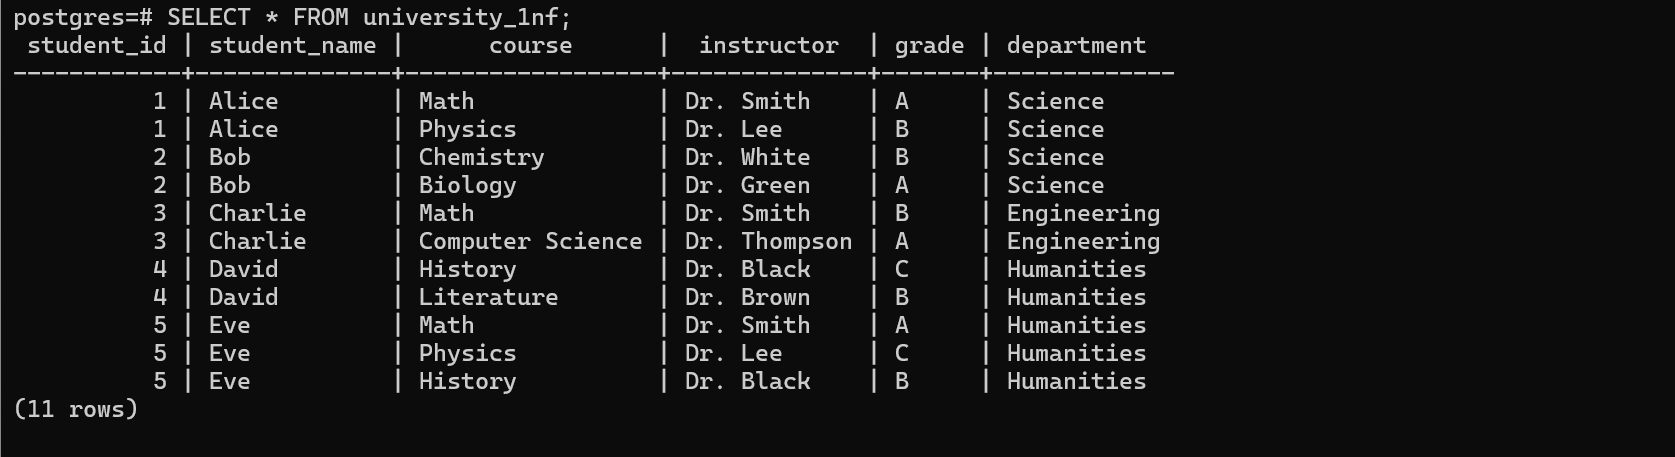 postgres=# SELECT * FROM university_1nf;
 student_id | student_name |      course      |  instructor  | grade | department
------------+--------------+------------------+--------------+-------+-------------
          1 | Alice        | Math             | Dr. Smith    | A     | Science
          1 | Alice        | Physics          | Dr. Lee      | B     | Science
          2 | Bob          | Chemistry        | Dr. White    | B     | Science
          2 | Bob          | Biology          | Dr. Green    | A     | Science
          3 | Charlie      | Math             | Dr. Smith    | B     | Engineering
          3 | Charlie      | Computer Science | Dr. Thompson | A     | Engineering
          4 | David        | History          | Dr. Black    | C     | Humanities
          4 | David        | Literature       | Dr. Brown    | B     | Humanities
          5 | Eve          | Math             | Dr. Smith    | A     | Humanities
          5 | Eve          | Physics          | Dr. Lee      | C     | Humanities
          5 | Eve          | History          | Dr. Black    | B     | Humanities
(11 rows)